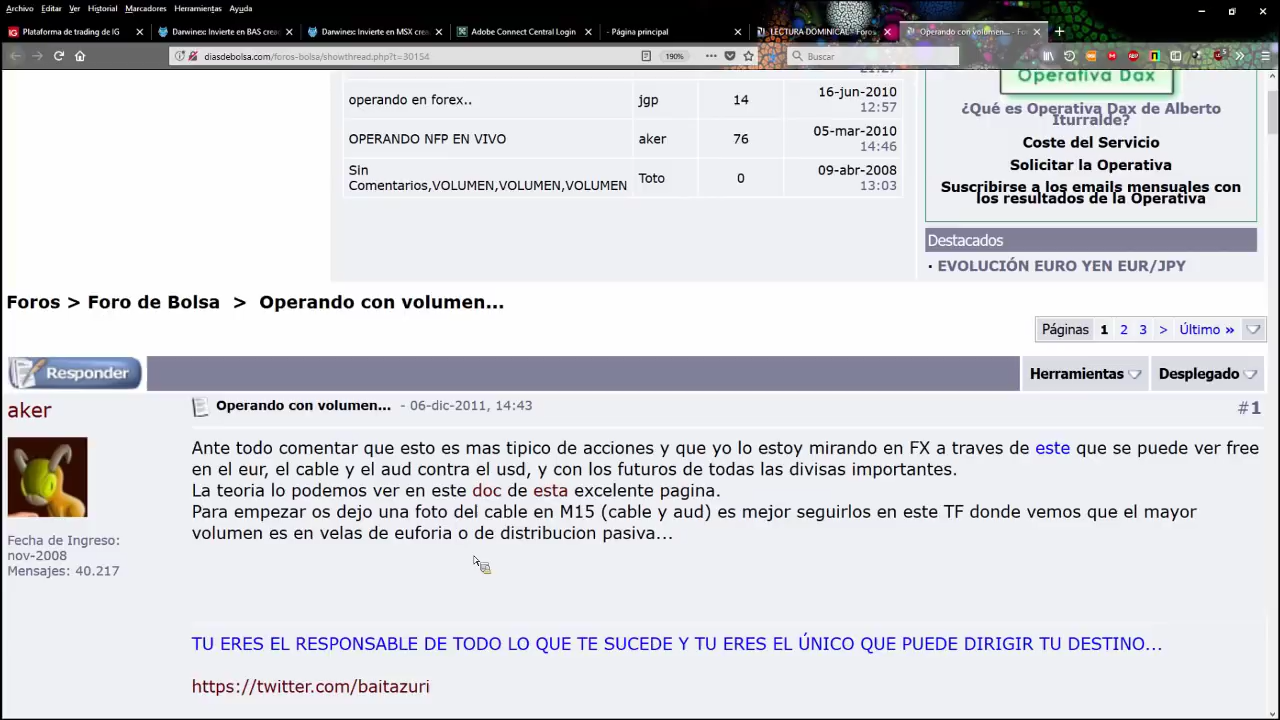 Archivo Editar Ver Historial Marcadores Herramientas Ayuda
Plataforma de trading de IG
Darwinex: Invierte en BAS crea
Darwinex: Invierte en MSX crea
Adobe Connect Central Login
- Página principal
LECTURA DOMINICAL - Foros
Operando con volumen... - Fo
diasdebolsa.com/foros-bolsa/showthread.php?t=30154
190%
Buscar
operando en forex..
jgp
14
16-jun-2010
12:57
OPERANDO NFP EN VIVO
aker
76
05-mar-2010
14:46
Sin
Comentarios,VOLUMEN,VOLUMEN,VOLUMEN
Toto
0
09-abr-2008
13:03
Operativa Dax
¿Qué es Operativa Dax de Alberto
Iturralde?
Coste del Servicio
Solicitar la Operativa
Suscribirse a los emails mensuales con
los resultados de la Operativa
Destacados
· EVOLUCIÓN EURO YEN EUR/JPY
Foros > Foro de Bolsa > Operando con volumen...
Páginas 1 2 3 > Último »
Responder
Herramientas
Desplegado
aker
Operando con volumen... - 06-dic-2011, 14:43
#1
Ante todo comentar que esto es mas tipico de acciones y que yo lo estoy mirando en FX a traves de este que se puede ver free
en el eur, el cable y el aud contra el usd, y con los futuros de todas las divisas importantes.
La teoria lo podemos ver en este doc de esta excelente pagina.
Para empezar os dejo una foto del cable en M15 (cable y aud) es mejor seguirlos en este TF donde vemos que el mayor
volumen es en velas de euforia o de distribucion pasiva...
Fecha de Ingreso:
nov-2008
Mensajes: 40.217
TU ERES EL RESPONSABLE DE TODO LO QUE TE SUCEDE Y TU ERES EL ÚNICO QUE PUEDE DIRIGIR TU DESTINO...
https://twitter.com/baitazuri